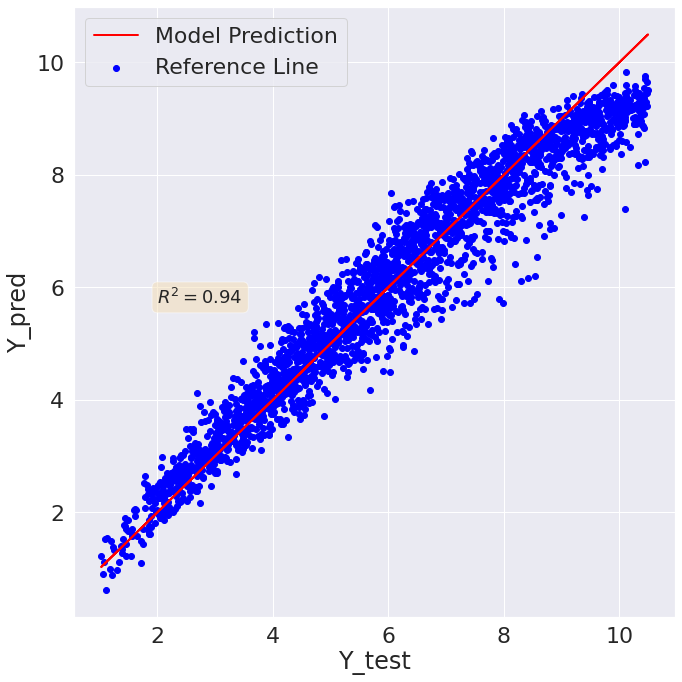 Model Prediction
Reference Line
10
8
6
4
2
R² = 0.94
Y_pred
2 4 6 8 10
Y_test